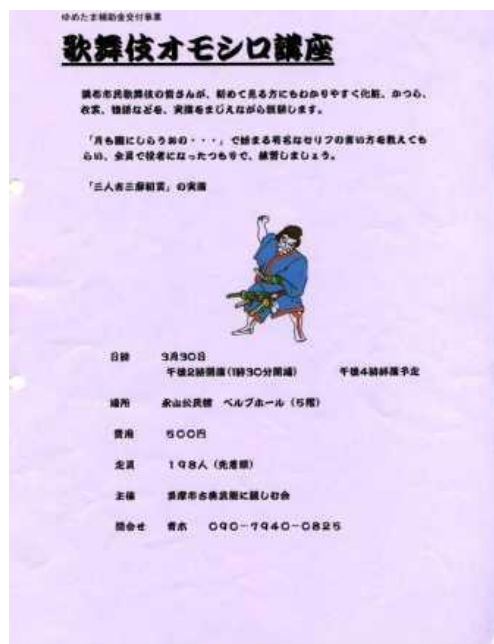 ゆめたま補助金交付事業
歌舞伎オモシロ講座
調布市民歌舞伎の皆さんが、初めて見る方にもわかりやすく化粧、かつら、
衣裳、物語などを、実演をまじえながら説明します。
「月も朧にしらうおの・・・」で始まる有名なセリフの言い方を教えても
らい、全員で役者になったつもりで、練習しましょう。
「三人吉三廓初買」の実演
日時 3月30日
午後2時開演(1時30分開場) 午後4時終演予定
場所 永山公民館 ベルブホール(5階)
費用 500円
定員 198人(先着順)
主催 多摩市古典芸能に親しむ会
問合せ 青木 090-7940-0825